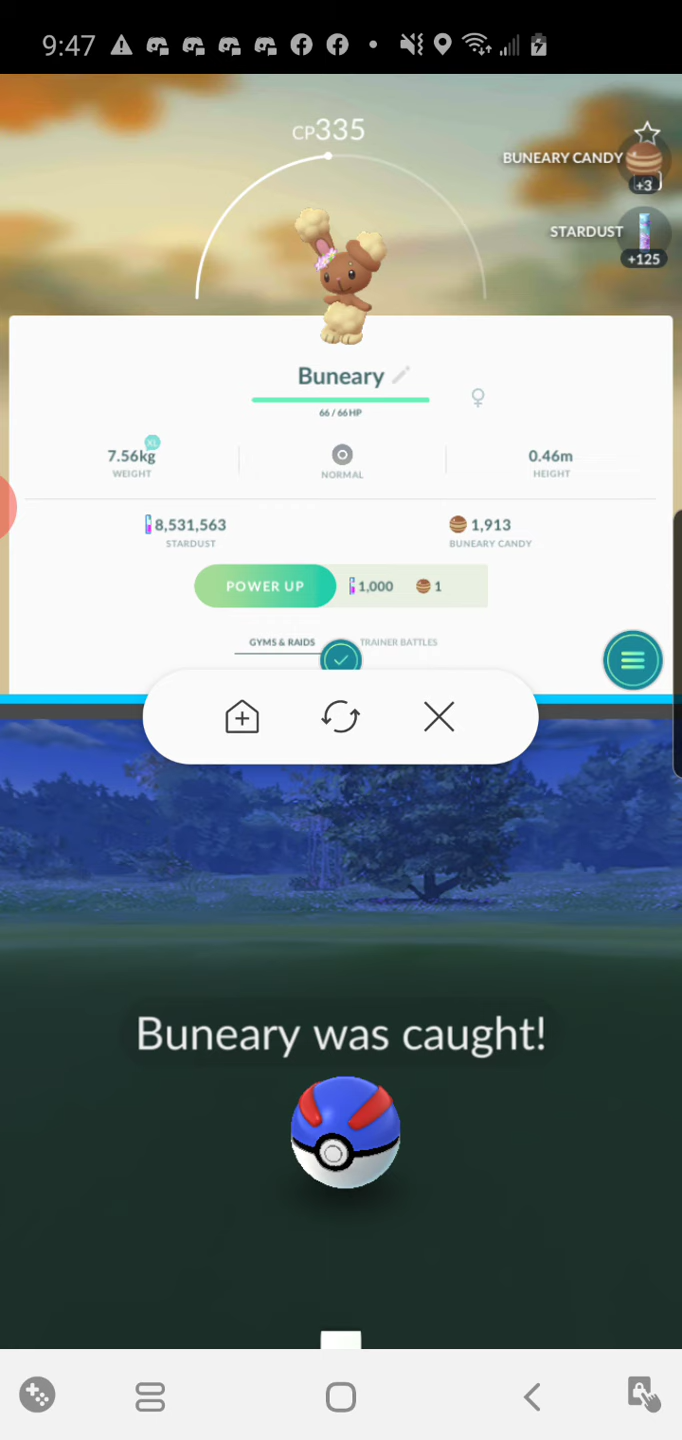 9:47
CP335
BUNEARY CANDY
+3
STARDUST
+125
Buneary
66 / 66 HP
XL
7.56kg
WEIGHT
NORMAL
0.46m
HEIGHT
8,531,563
STARDUST
1,913
BUNEARY CANDY
POWER UP 1,000 1
GYMS & RAIDS TRAINER BATTLES
Buneary was caught!